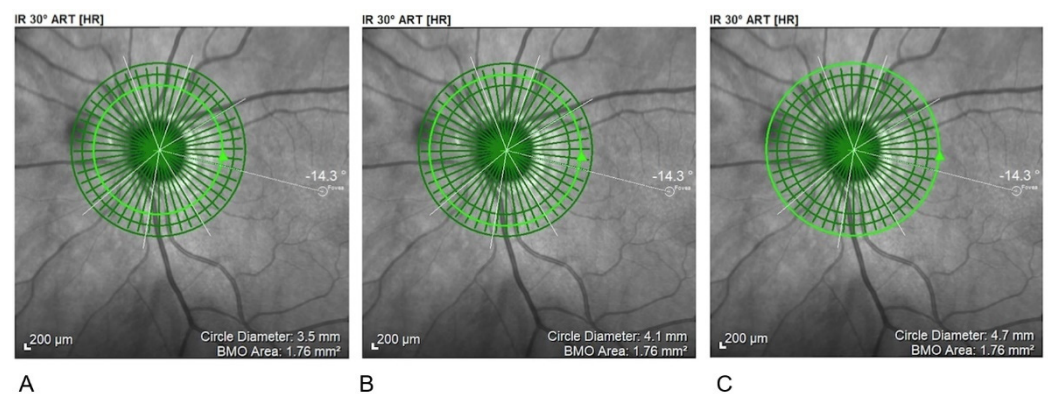 IR 30° ART [HR]
-14.3 °
Fovea
200 µm
Circle Diameter: 3.5 mm
BMO Area: 1.76 mm²
A
IR 30° ART [HR]
-14.3 °
Fovea
200 µm
Circle Diameter: 4.1 mm
BMO Area: 1.76 mm²
B
IR 30° ART [HR]
-14.3 °
Fovea
200 µm
Circle Diameter: 4.7 mm
BMO Area: 1.76 mm²
C